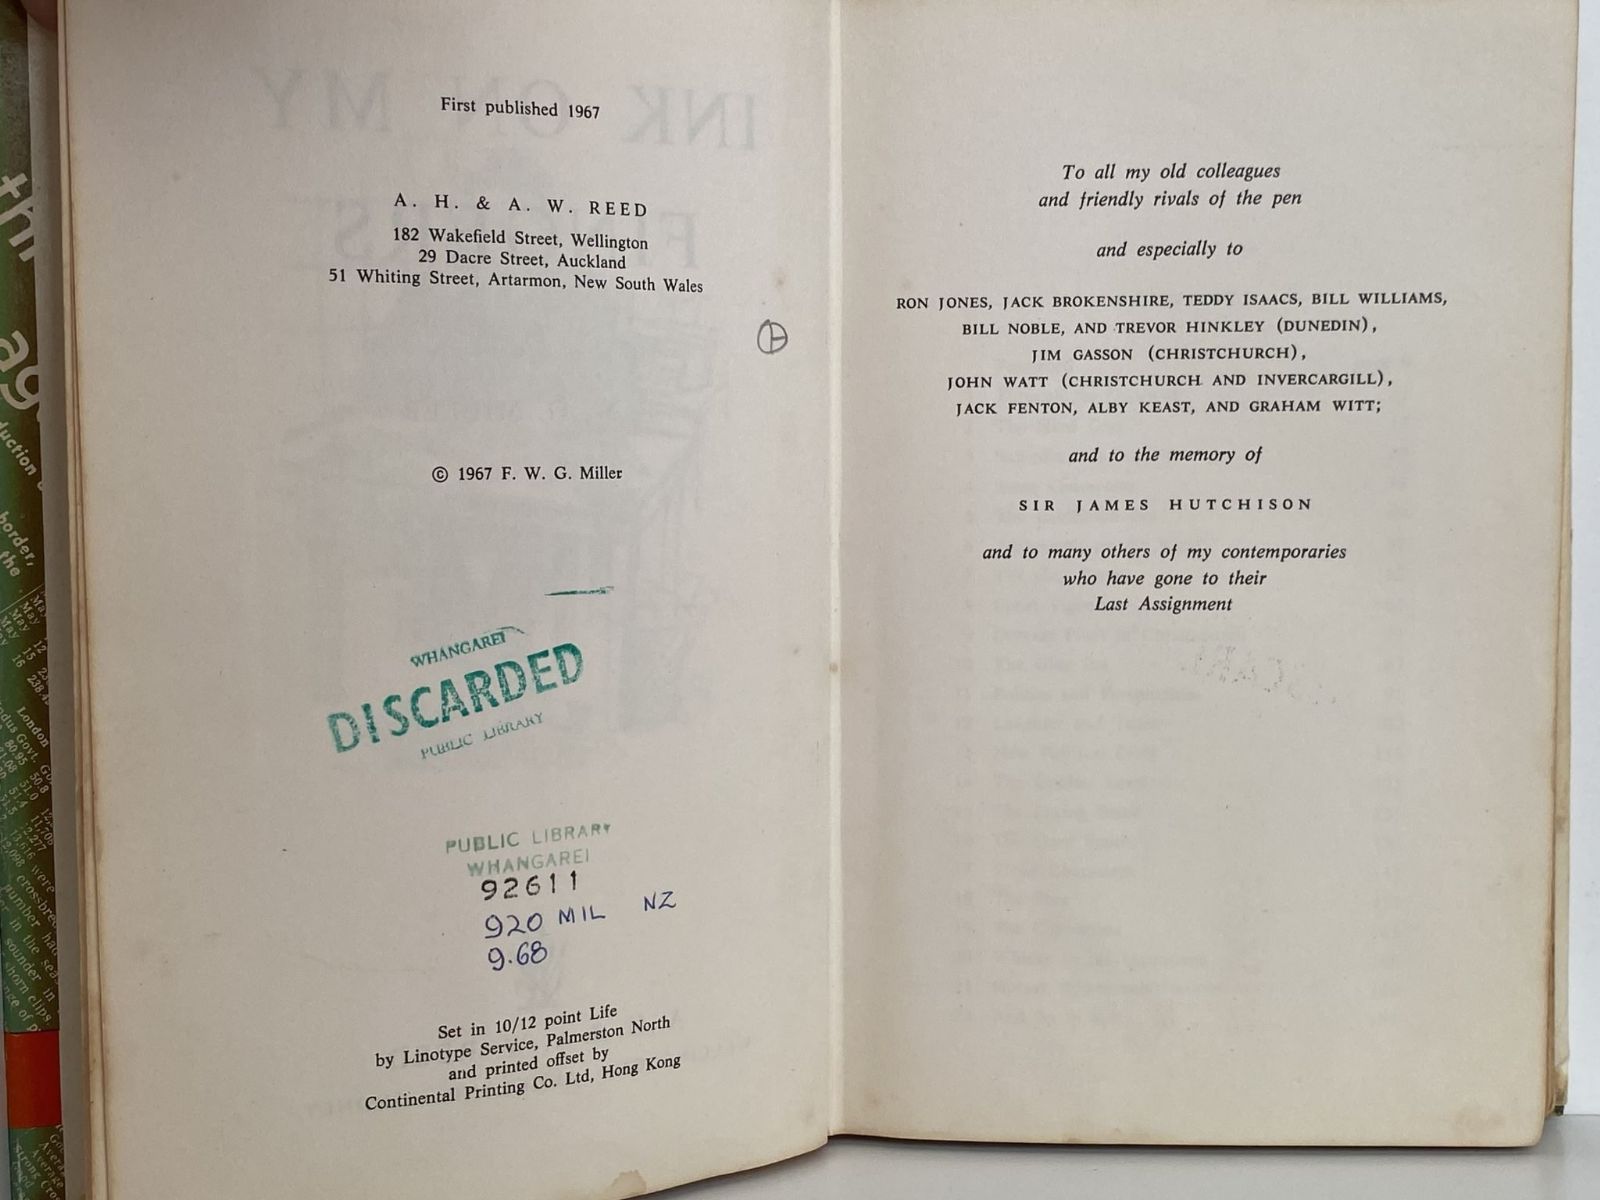 First published 1967
A. H. & A. W. REED
182 Wakefield Street, Wellington
29 Dacre Street, Auckland
51 Whiting Street, Artarmon, New South Wales
© 1967 F. W. G. Miller
WHANGAREI
DISCARDED
PUBLIC LIBRARY
PUBLIC LIBRARY
WHANGAREI
92611
920 MIL NZ
9.68
Set in 10/12 point Life
by Linotype Service, Palmerston North
and printed offset by
Continental Printing Co. Ltd, Hong Kong
To all my old colleagues
and friendly rivals of the pen
and especially to
RON JONES, JACK BROKENSHIRE, TEDDY ISAACS, BILL WILLIAMS,
BILL NOBLE, AND TREVOR HINKLEY (DUNEDIN),
JIM GASSON (CHRISTCHURCH),
JOHN WATT (CHRISTCHURCH AND INVERCARGILL),
JACK FENTON, ALBY KEAST, AND GRAHAM WITT;
and to the memory of
SIR JAMES HUTCHISON
and to many others of my contemporaries
who have gone to their
Last Assignment